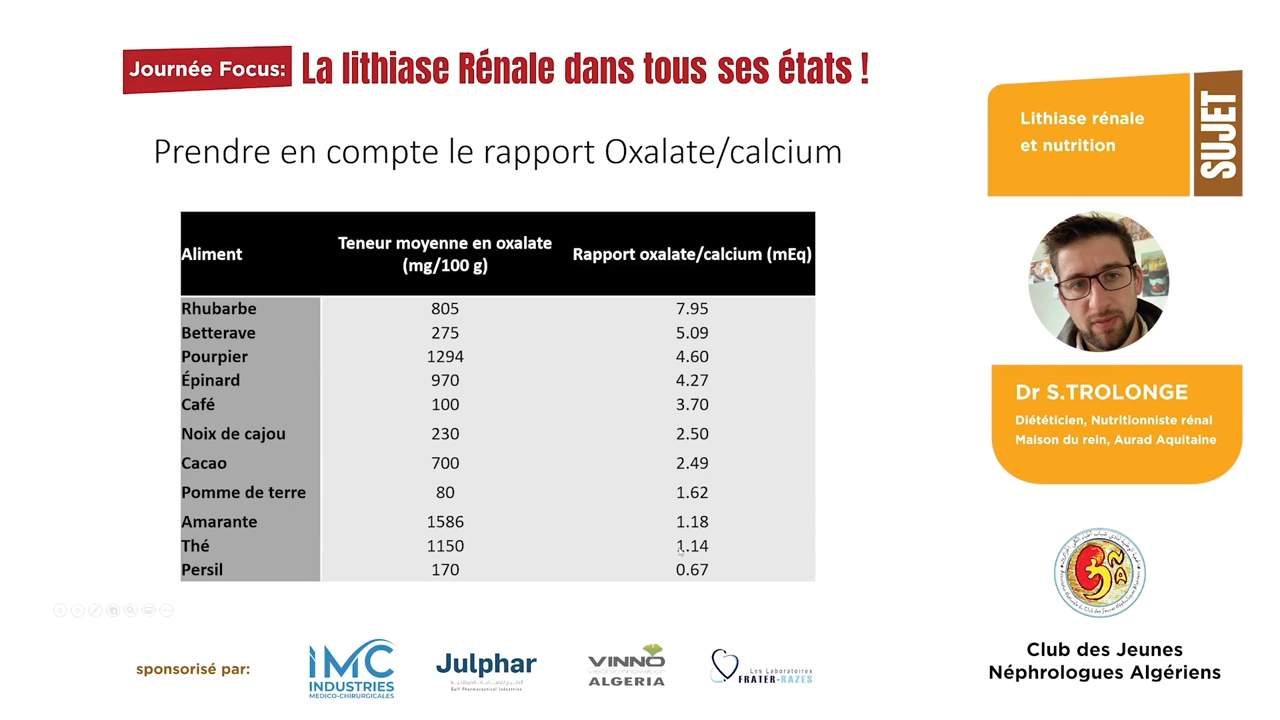 Journée Focus: La lithiase Rénale dans tous ses états !
Prendre en compte le rapport Oxalate/calcium
Aliment Teneur moyenne en oxalate (mg/100 g) Rapport oxalate/calcium (mEq)
Rhubarbe 805 7.95
Betterave 275 5.09
Pourpier 1294 4.60
Épinard 970 4.27
Café 100 3.70
Noix de cajou 230 2.50
Cacao 700 2.49
Pomme de terre 80 1.62
Amarante 1586 1.18
Thé 1150 1.14
Persil 170 0.67
SUJET
Lithiase rénale
et nutrition
Dr S.TROLONGE
Diététicien, Nutritionniste rénal
Maison du rein, Aurad Aquitaine
Club des Jeunes
Néphrologues Algériens
sponsorisé par:
IMC
INDUSTRIES
MEDICO-CHIRURGICALES
Julphar
Gulf Pharmaceutical Industries
VINNO
ALGERIA
Les Laboratoires
FRATER-RAZES